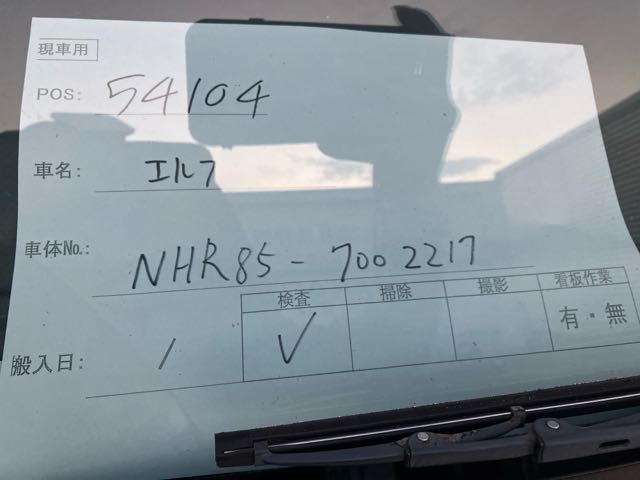 現車用
POS: 54104
車名: エルフ
車体No.: NHR85-7002217
検査 掃除 撮影 看板作業
搬入日: / ✓ 有・無